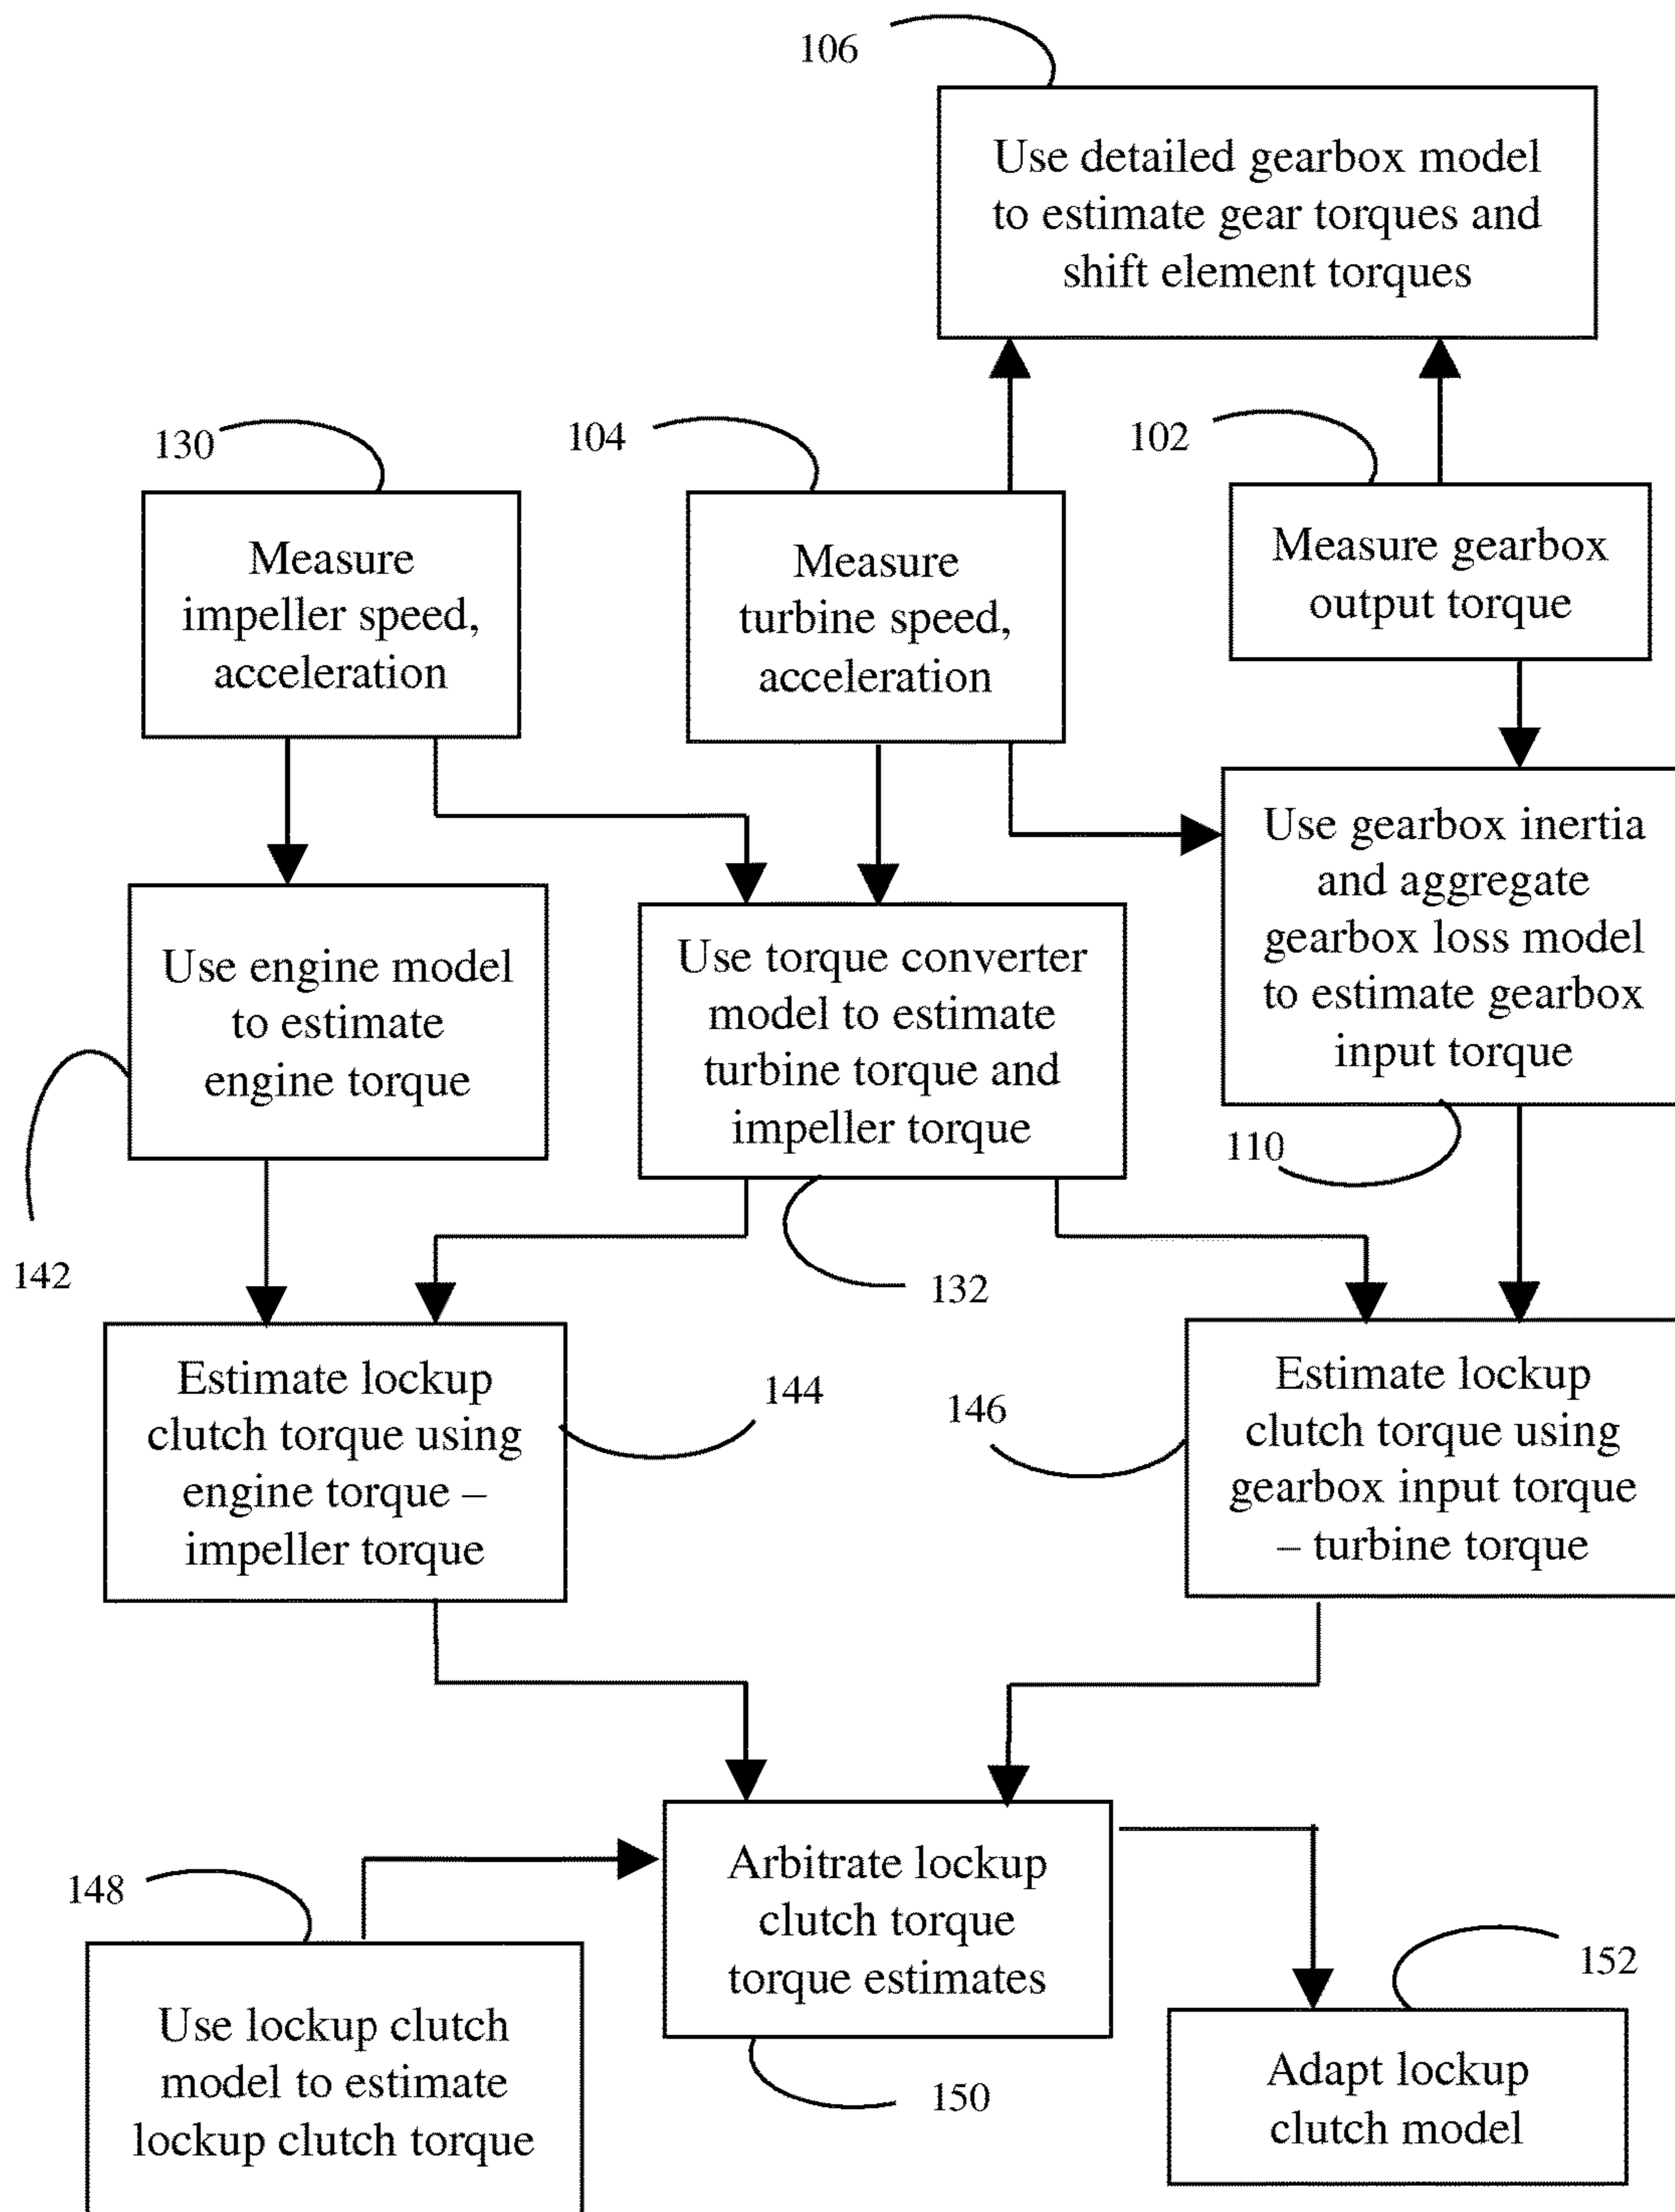 106
Use detailed gearbox model
to estimate gear torques and
shift element torques
130
104
102
Measure
impeller speed,
acceleration
Measure
turbine speed,
acceleration
Measure gearbox
output torque
Use engine model
to estimate
engine torque
Use torque converter
model to estimate
turbine torque and
impeller torque
Use gearbox inertia
and aggregate
gearbox loss model
to estimate gearbox
input torque
110
142
132
Estimate lockup
clutch torque using
engine torque –
impeller torque
144
146
Estimate lockup
clutch torque using
gearbox input torque
– turbine torque
148
Arbitrate lockup
clutch torque
torque estimates
152
Use lockup clutch
model to estimate
lockup clutch torque
150
Adapt lockup
clutch model